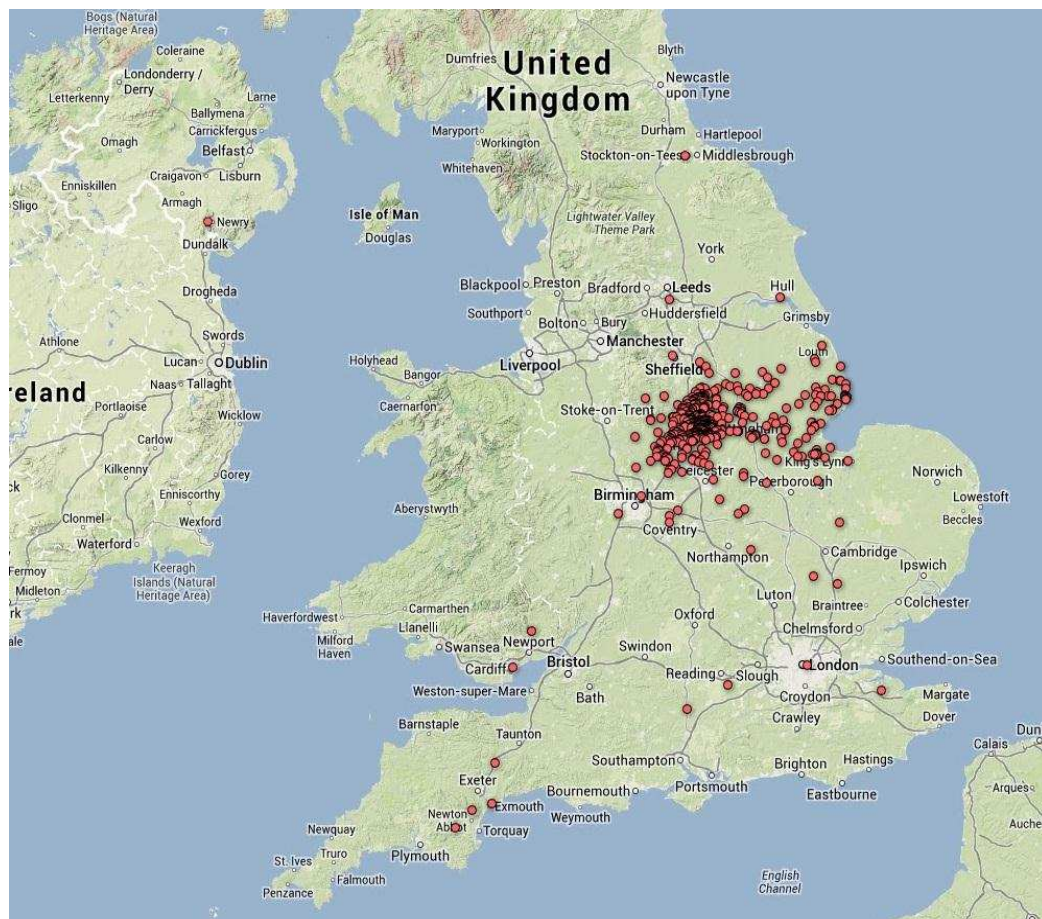 Bogs (Natural
Heritage Area)
Coleraine
Londonderry /
Derry
Letterkenny
Larne
Ballymena
Carrickfergus
Omagh
Belfast
Craigavon
Lisburn
Enniskillen
Armagh
Sligo
Newry
Dundalk
Drogheda
Swords
Athlone
Lucan
Dublin
Naas
Tallaght
reland
Portlaoise
Wicklow
Carlow
Kilkenny
Gorey
ck
Enniscorthy
Clonmel
Wexford
Waterford
Fermoy
Keeragh
Islands (Natural
Heritage Area)
Midleton
rk
ale
United
Kingdom
Blyth
Dumfries
Newcastle
upon Tyne
Maryport
Workington
Durham
Hartlepool
Whitehaven
Stockton-on-Tees
Middlesbrough
Isle of Man
Douglas
Lightwater Valley
Theme Park
York
Blackpool
Preston
Bradford
Leeds
Hull
Southport
Huddersfield
Bolton
Bury
Grimsby
Manchester
Liverpool
Louth
Holyhead
Sheffield
Bangor
Caernarfon
Stoke-on-Trent
King's Lynn
Norwich
eicester
Peterborough
Lowestoft
Birmingham
Beccles
Aberystwyth
Coventry
Northampton
Cambridge
Ipswich
Luton
Braintree
Colchester
Carmarthen
Oxford
Haverfordwest
Llanelli
Chelmsford
Milford
Haven
Swansea
Newport
Swindon
Cardiff
Bristol
Reading
Slough
London
Southend-on-Sea
Weston-super-Mare
Bath
Croydon
Margate
Crawley
Dover
Barnstaple
Taunton
Southampton
Brighton
Hastings
Calais
Dun
Exeter
Bournemouth
Portsmouth
Eastbourne
Arques
Exmouth
Weymouth
Newton
Abbot
Torquay
Auche
Newquay
Plymouth
Truro
St. Ives
Falmouth
Penzance
English
Channel